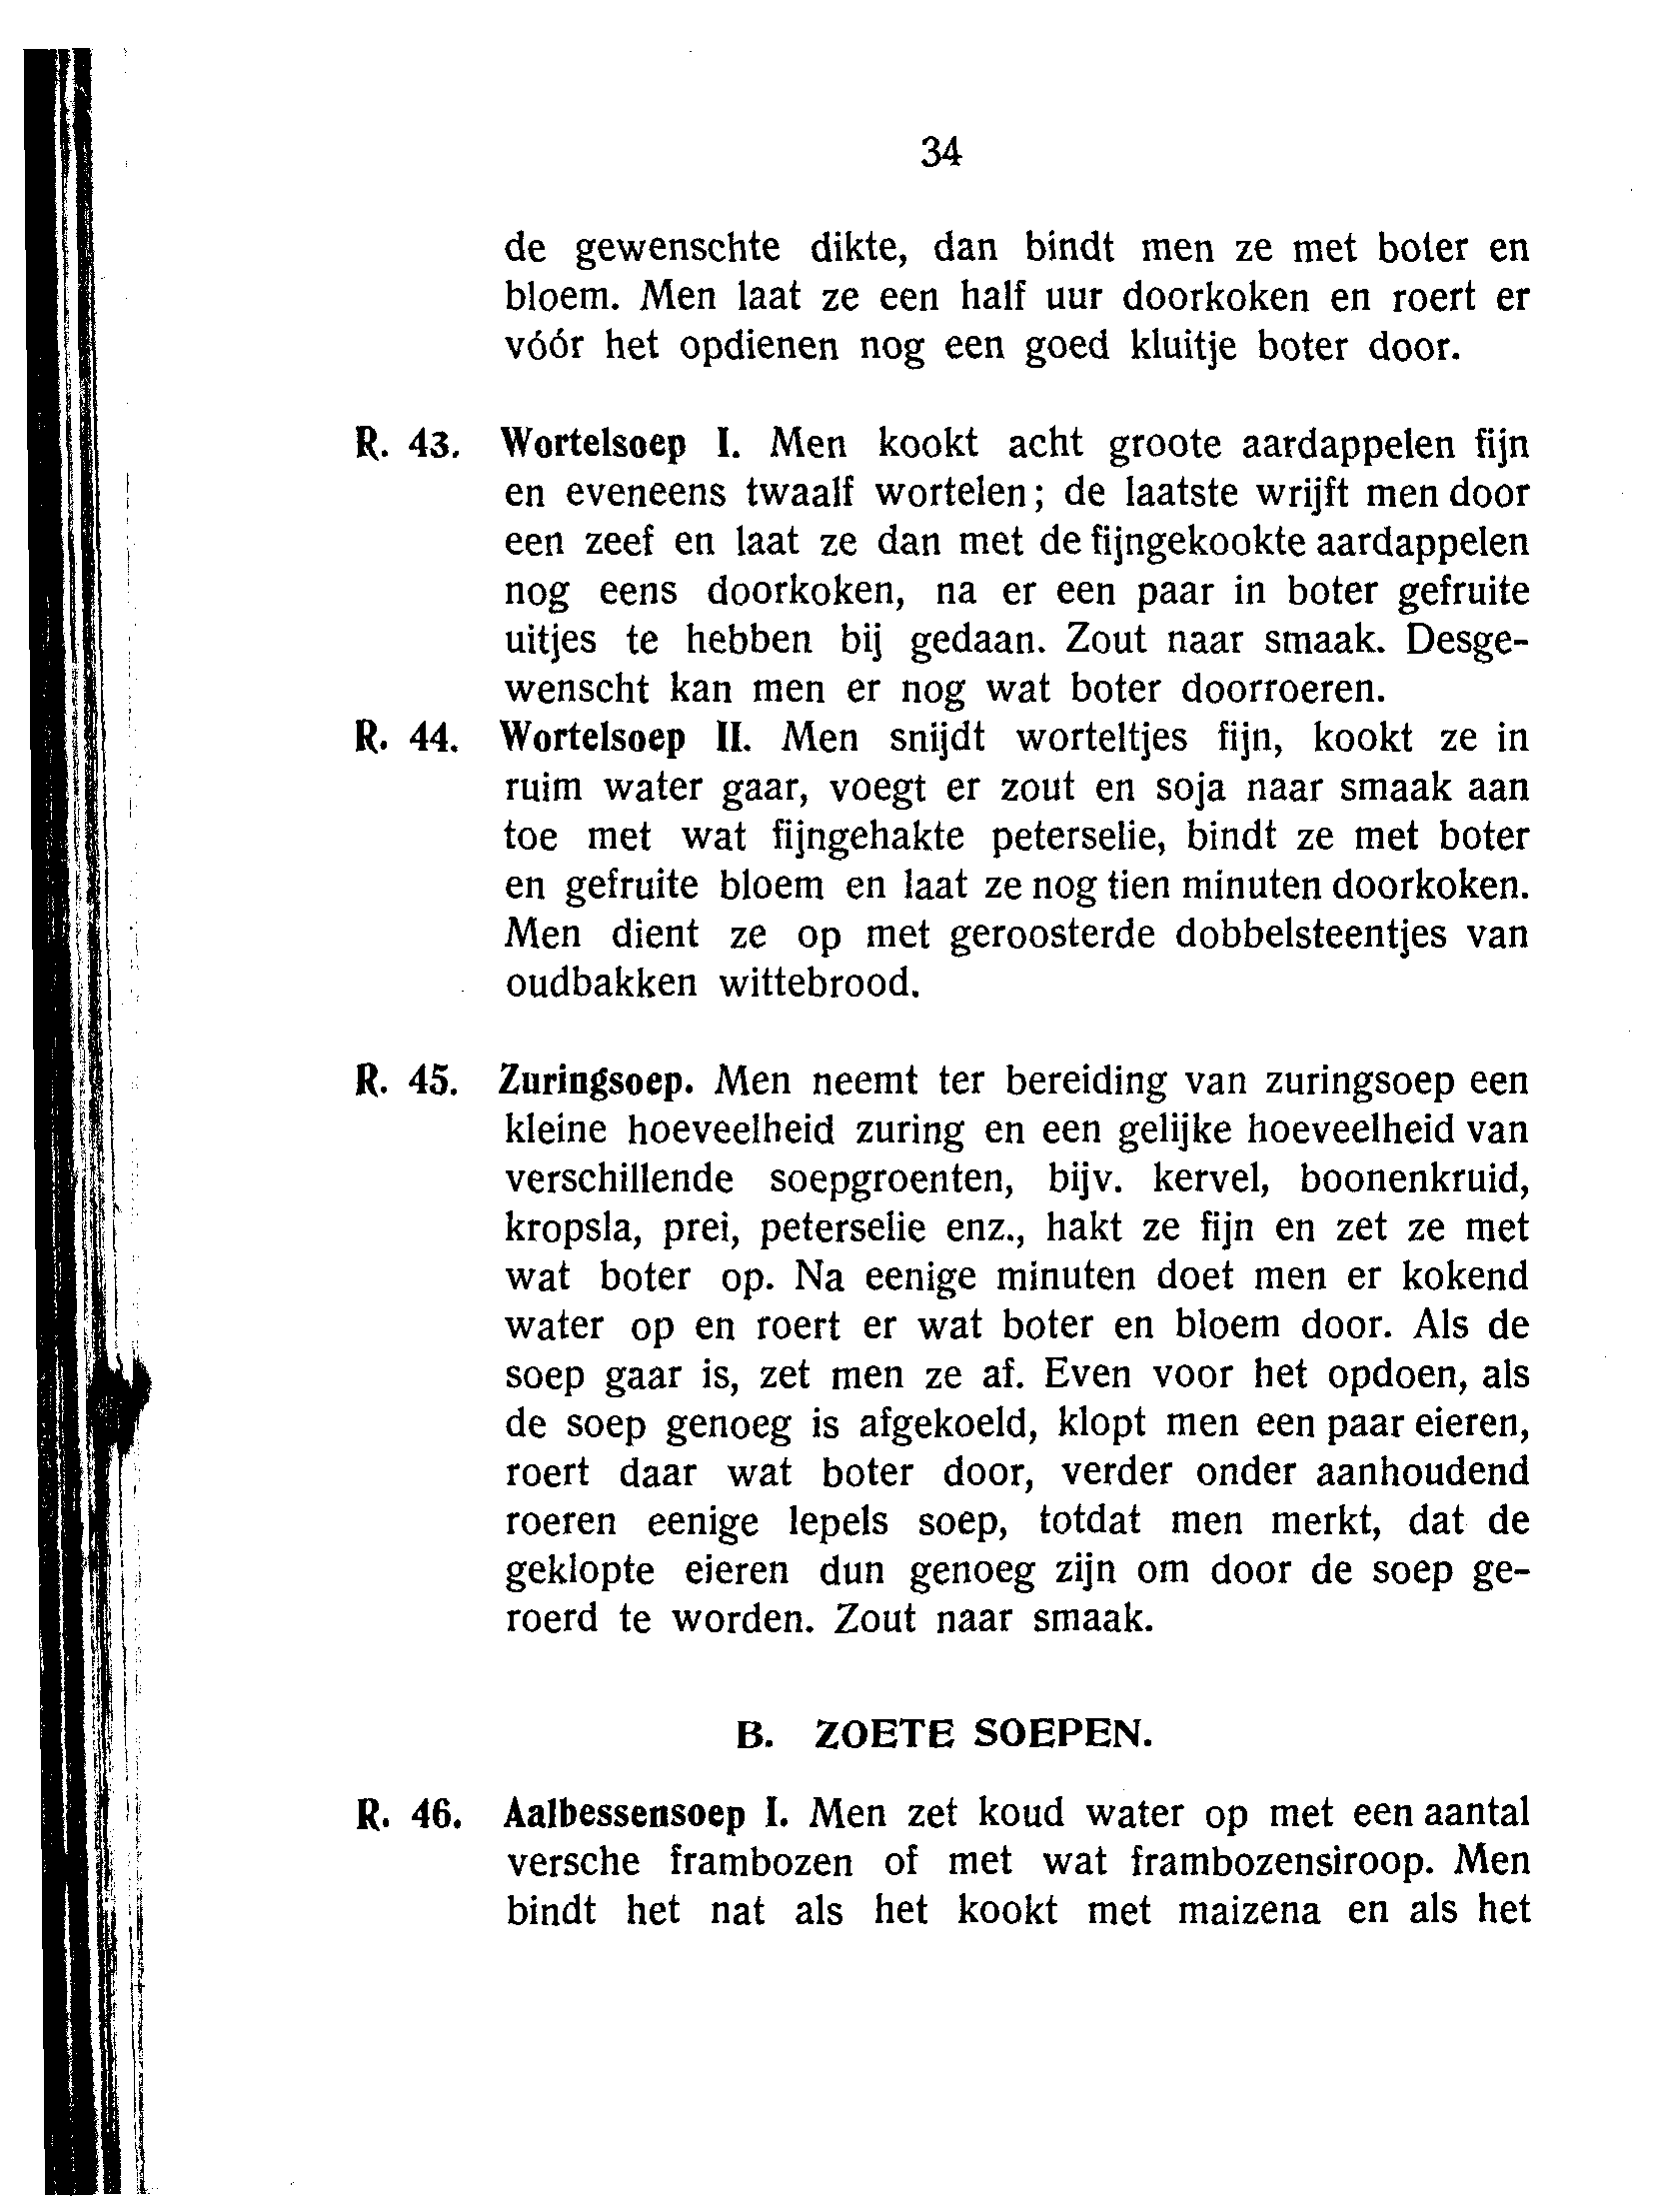 34
de gewenschte dikte, dan bindt men ze met boter en
bloem. Men laat ze een half uur doorkoken en roert er
vóór het opdienen nog een goed kluitje boter door.
R. 43. Wortelsoep I. Men kookt acht groote aardappelen fijn
en eveneens twaalf wortelen; de laatste wrijft men door
een zeef en laat ze dan met de fijngekookte aardappelen
nog eens doorkoken, na er een paar in boter gefruite
uitjes te hebben bij gedaan. Zout naar smaak. Desge-
wenscht kan men er nog wat boter doorroeren.
R. 44. Wortelsoep II. Men snijdt worteltjes fijn, kookt ze in
ruim water gaar, voegt er zout en soja naar smaak aan
toe met wat fijngehakte peterselie, bindt ze met boter
en gefruite bloem en laat ze nog tien minuten doorkoken.
Men dient ze op met geroosterde dobbelsteentjes van
oudbakken wittebrood.
R. 45. Zuringsoep. Men neemt ter bereiding van zuringsoep een
kleine hoeveelheid zuring en een gelijke hoeveelheid van
verschillende soepgroenten, bijv. kervel, boonenkruid,
kropsla, prei, peterselie enz., hakt ze fijn en zet ze met
wat boter op. Na eenige minuten doet men er kokend
water op en roert er wat boter en bloem door. Als de
soep gaar is, zet men ze af. Even voor het opdoen, als
de soep genoeg is afgekoeld, klopt men een paar eieren,
roert daar wat boter door, verder onder aanhoudend
roeren eenige lepels soep, totdat men merkt, dat de
geklopte eieren dun genoeg zijn om door de soep ge-
roerd te worden. Zout naar smaak.
B. ZOETE SOEPEN.
R. 46. Aalbessensoep I. Men zet koud water op met een aantal
versche frambozen of met wat frambozensiroop. Men
bindt het nat als het kookt met maizena en als het